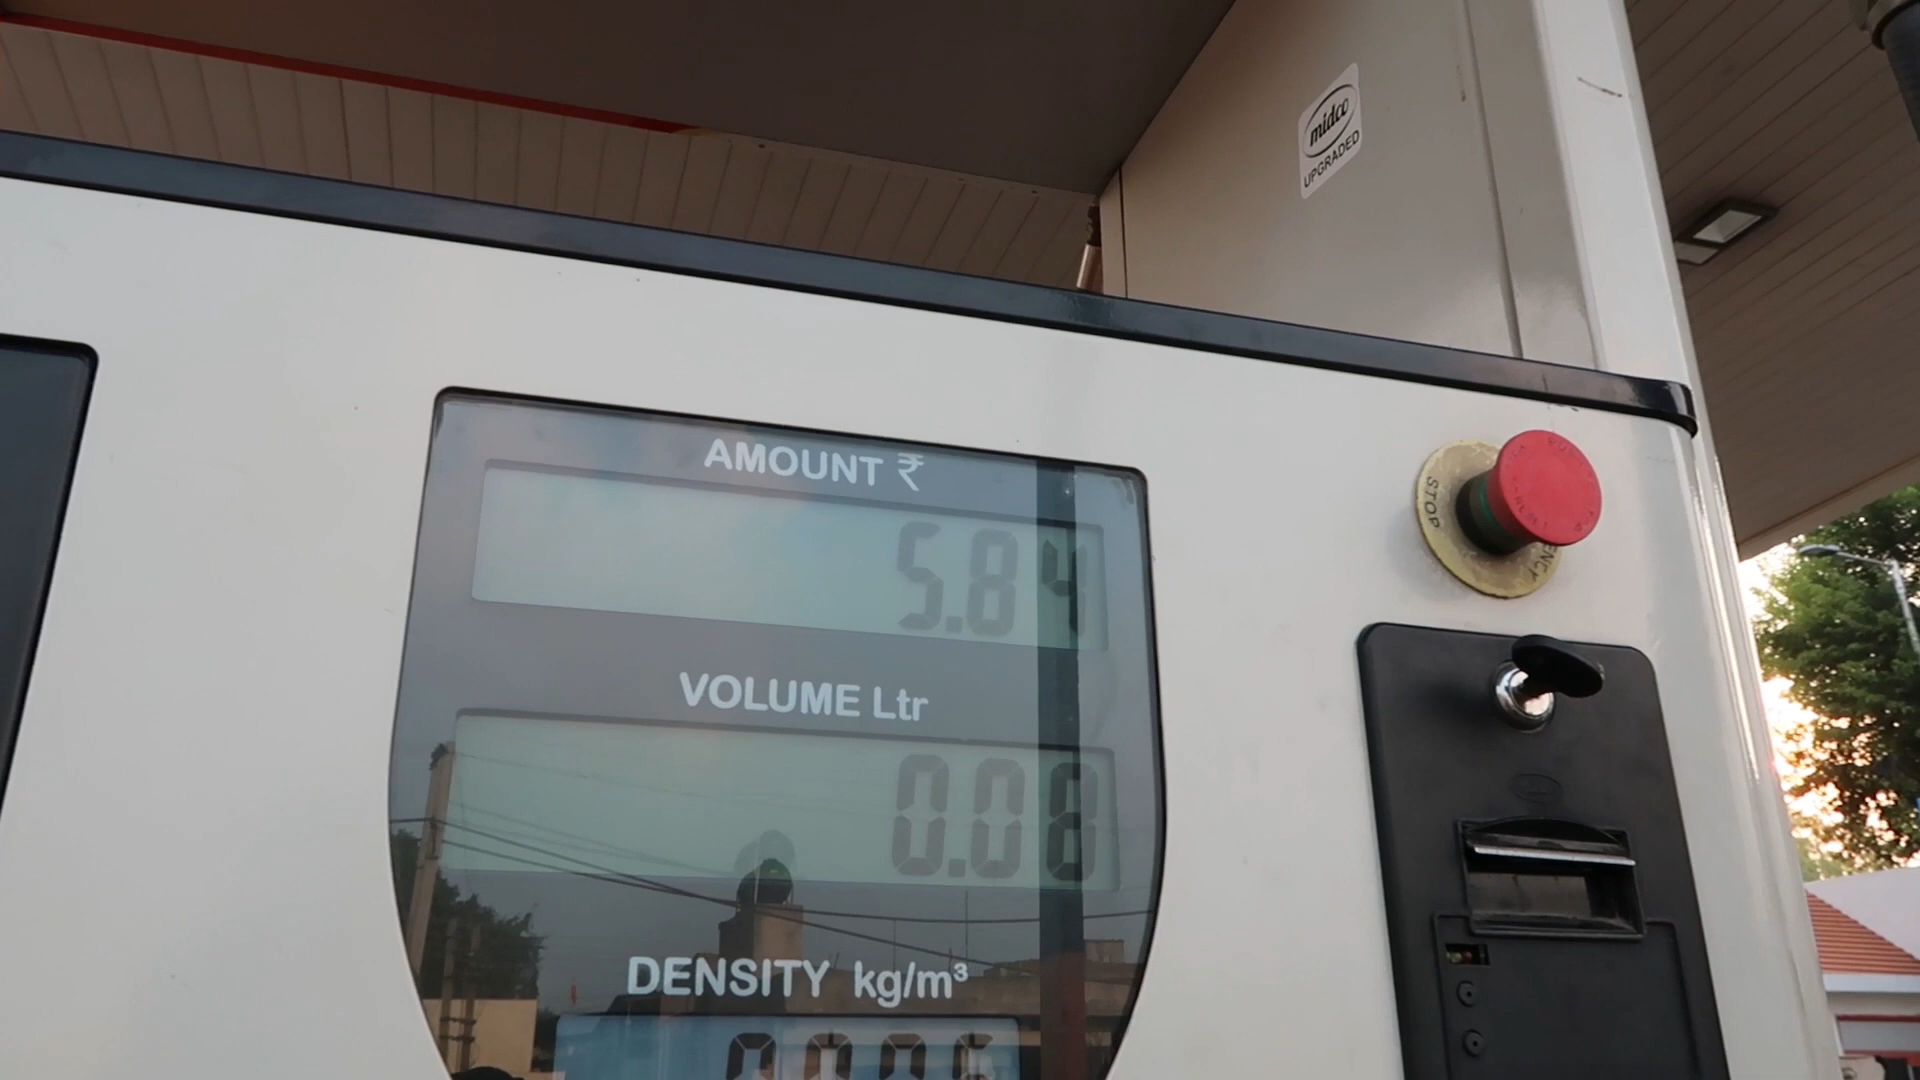 midco
UPGRADED
AMOUNT ₹
5.84
STOP
VOLUME Ltr
0.08
DENSITY kg/m³